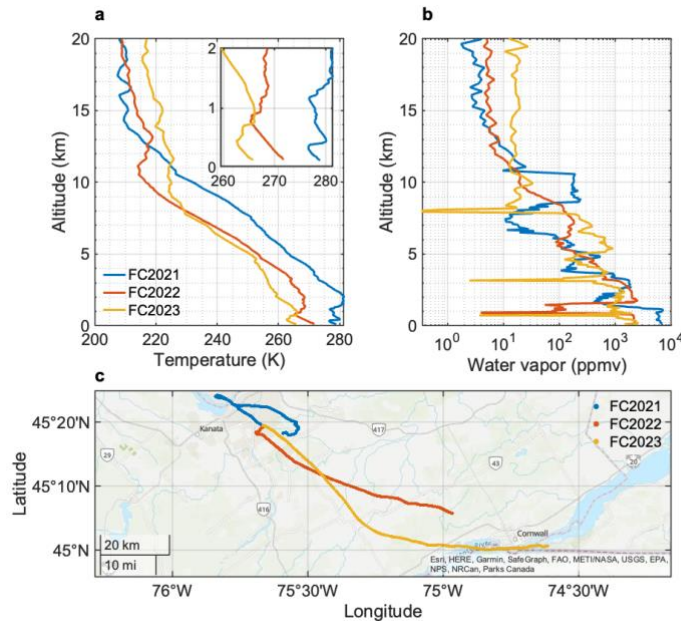 a
b
20
15
10
5
0
Altitude (km)
2
1
0
260
270
280
FC2021
FC2022
FC2023
200
220
240
260
280
Temperature (K)
20
15
10
5
0
Altitude (km)
10⁰
10¹
10²
10³
10⁴
Water vapor (ppmv)
c
45°20'N
45°10'N
45°N
Latitude
Kanata
417
29
43
20
416
Cornwall
FC2021
FC2022
FC2023
20 km
10 mi
Esri, HERE, Garmin, SafeGraph, FAO, METI/NASA, USGS, EPA,
NPS, NRCan, Parks Canada
76°W
75°30'W
75°W
74°30'W
Longitude